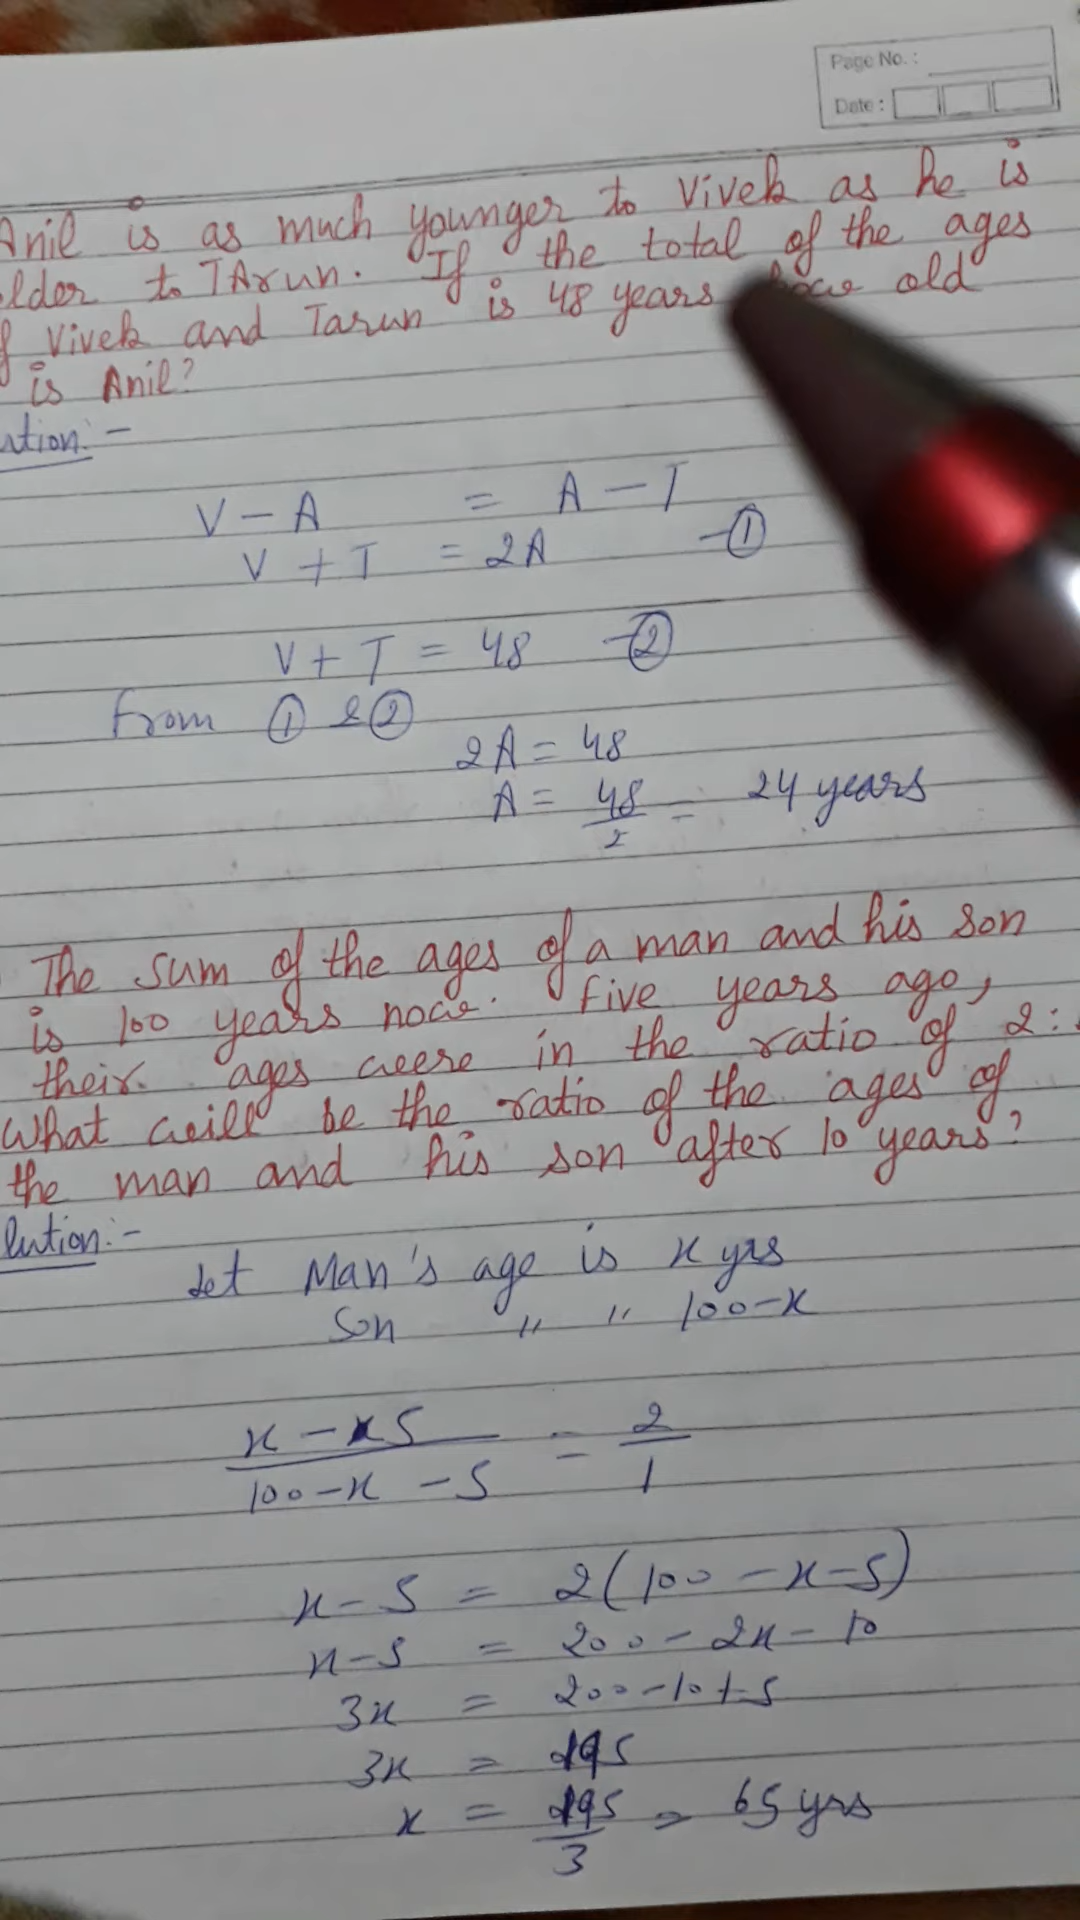 Page No. :
Date :
Anil is as much younger to Vivek as he is
elder to TArun. If the total of the ages
Vivek and Tarun is 48 years old
is Anil?
V - A = A - T
V + T = 2A - ①
V + T = 48 - ②
from ① & ②
2A = 48
A = 48/2 = 24 years
The sum of the ages of a man and his son
is 100 years now. Five years ago,
their ages were in the ratio of 2:
What will be the ratio of the ages of
the man and his son after 10 years?
lution:-
Let Man's age is x yrs
Son " " 100-x
x - 5 / 100 - x - 5 = 2/1
x - 5 = 2(100 - x - 5)
x - 5 = 200 - 2x - 10
3x = 200 - 10 + 5
3x = 195
x = 195/3 = 65 yrs